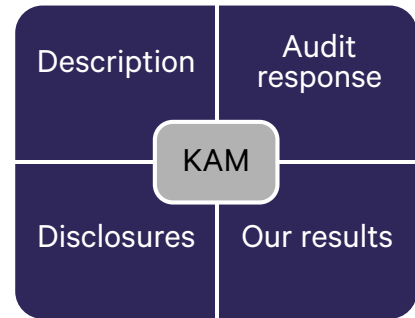 Description
Audit
response
KAM
Disclosures
Our results